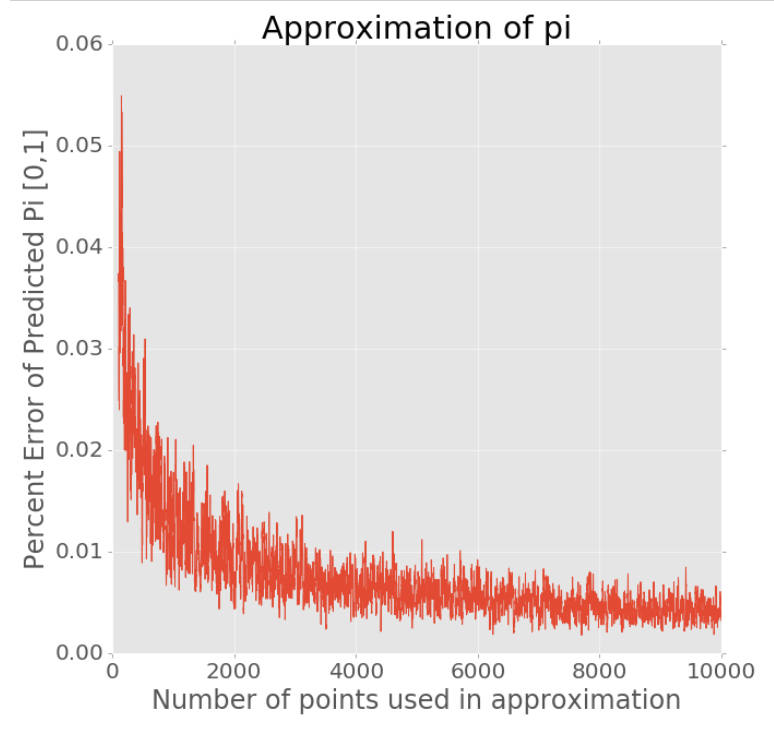 Approximation of pi
0.06
0.05
0.04
0.03
0.02
0.01
0.00
Percent Error of Predicted Pi [0,1]
0 2000 4000 6000 8000 10000
Number of points used in approximation